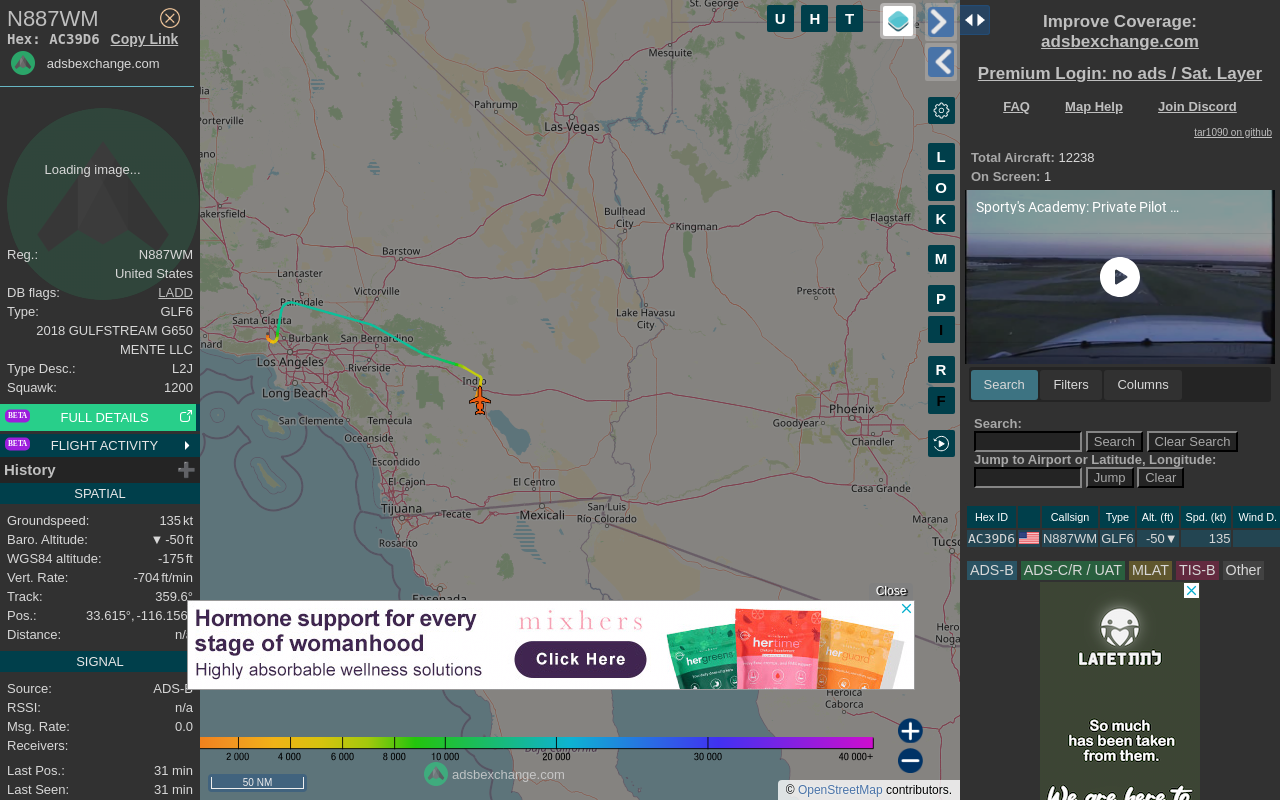 N887WM
Hex: AC39D6 Copy Link
adsbexchange.com
Loading image...
Reg.: N887WM
United States
DB flags: LADD
Type: GLF6
2018 GULFSTREAM G650
MENTE LLC
Type Desc.: L2J
Squawk: 1200
BETA FULL DETAILS
BETA FLIGHT ACTIVITY
History
SPATIAL
Groundspeed: 135 kt
Baro. Altitude: ▼ -50 ft
WGS84 altitude: -175 ft
Vert. Rate: -704 ft/min
Track: 359.6°
Pos.: 33.615°, -116.156
Distance: n/a
SIGNAL
Source: ADS-B
RSSI: n/a
Msg. Rate: 0.0
Receivers:
Last Pos.: 31 min
Last Seen: 31 min
U H T
L
O
K
M
P
I
R
F
St. George
Mesquite
Pahrump
Las Vegas
Porterville
Bullhead
City
Kingman
Flagstaff
akersfield
Barstow
Lancaster
Palmdale
Victorville
Prescott
Santa Clarita
Lake Havasu
City
nard
Burbank
San Bernardino
Los Angeles
Riverside
Indio
Long Beach
Phoenix
San Clemente
Temecula
Goodyear
Oceanside
Chandler
Escondido
El Cajon
El Centro
Casa Grande
Tijuana
Tecate
Mexicali
San Luis
Río Colorado
Marana
Rosarito
Tucso
Ensenada
Hero
Noga
Heroica
Caborca
Baja California
Close
Hormone support for every
stage of womanhood
Highly absorbable wellness solutions
mixhers
Click Here
hergreens
hertime
herguard
2 000 4 000 6 000 8 000 10 000 20 000 30 000 40 000+
50 NM
adsbexchange.com
© OpenStreetMap contributors.
Improve Coverage:
adsbexchange.com
Premium Login: no ads / Sat. Layer
FAQ Map Help Join Discord
tar1090 on github
Total Aircraft: 12238
On Screen: 1
Sporty's Academy: Private Pilot ...
Search Filters Columns
Search:
Search Clear Search
Jump to Airport or Latitude, Longitude:
Jump Clear
Hex ID Callsign Type Alt. (ft) Spd. (kt) Wind D.
AC39D6 N887WM GLF6 -50▼ 135
ADS-B ADS-C/R / UAT MLAT TIS-B Other
LATET לתת
So much
has been taken
from them.
We are here to